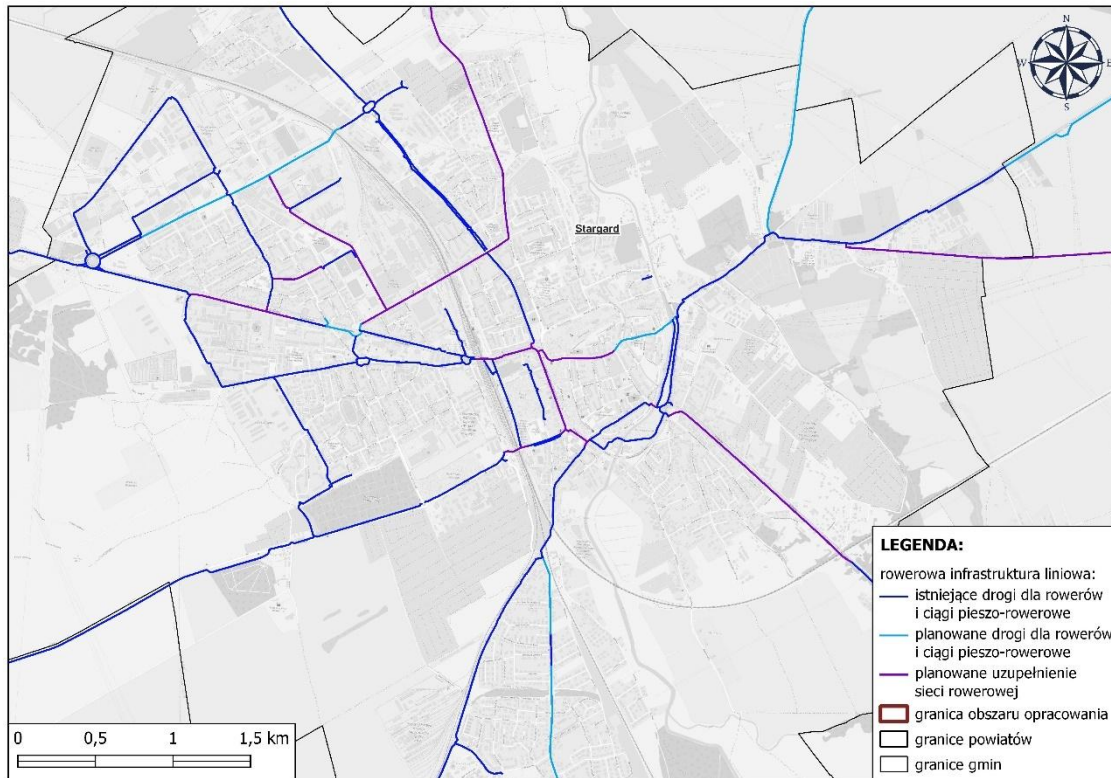 N
W
E
S
Stargard
LEGENDA:
rowerowa infrastruktura liniowa:
istniejące drogi dla rowerów
i ciągi pieszo-rowerowe
planowane drogi dla rowerów
i ciągi pieszo-rowerowe
planowane uzupełnienie
sieci rowerowej
granica obszaru opracowania
granice powiatów
granice gmin
0 0,5 1 1,5 km